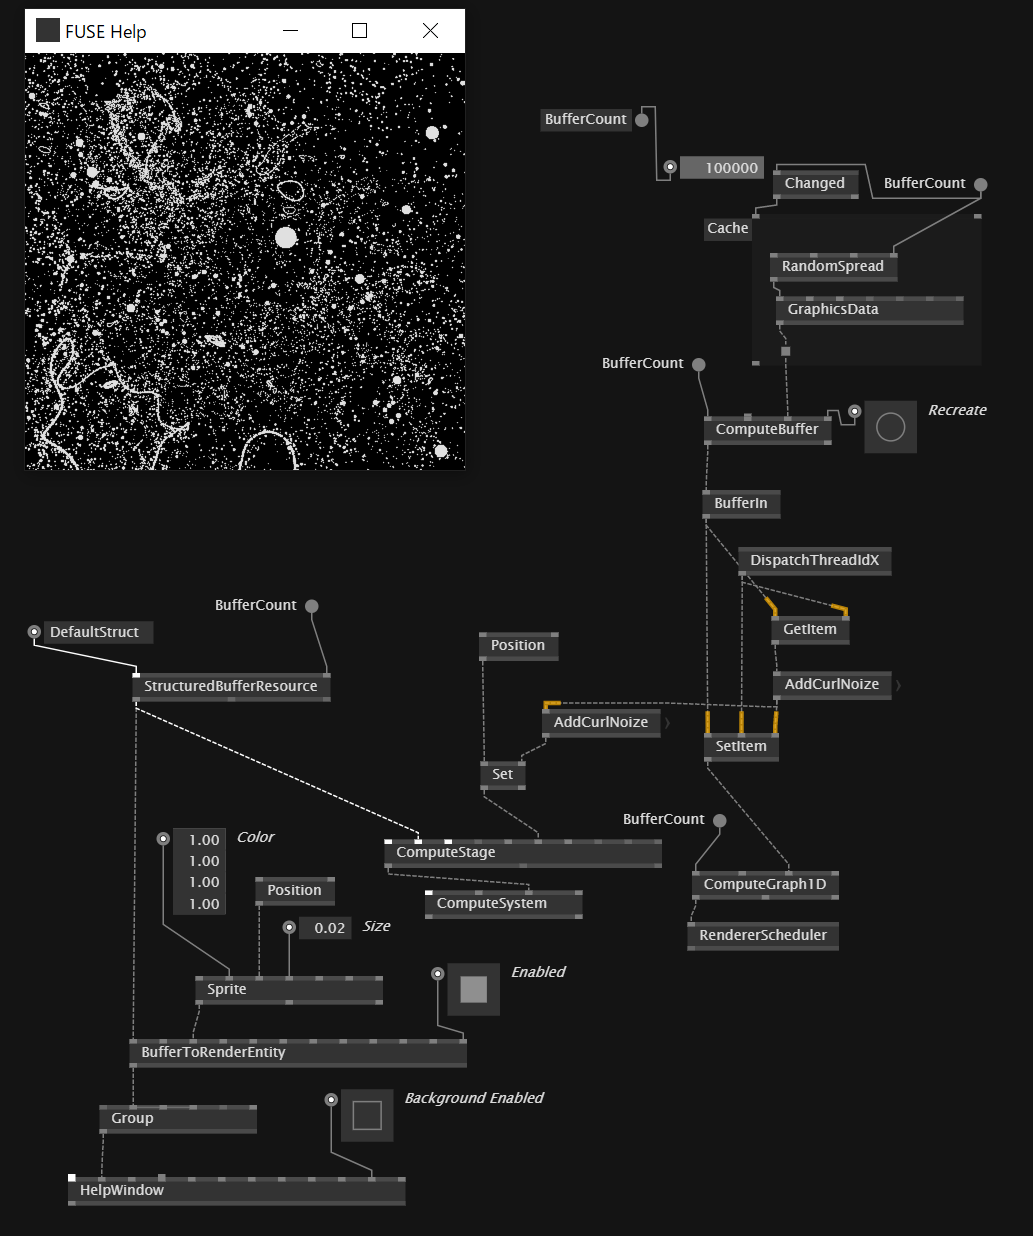 FUSE Help
BufferCount
100000
Changed
BufferCount
Cache
RandomSpread
GraphicsData
BufferCount
Recreate
ComputeBuffer
BufferIn
DispatchThreadIdX
BufferCount
GetItem
DefaultStruct
Position
StructuredBufferResource
AddCurlNoize
AddCurlNoize
SetItem
Set
BufferCount
Color
1.00
1.00
1.00
1.00
ComputeStage
Position
ComputeGraph1D
ComputeSystem
Size
0.02
RendererScheduler
Enabled
Sprite
BufferToRenderEntity
Background Enabled
Group
HelpWindow